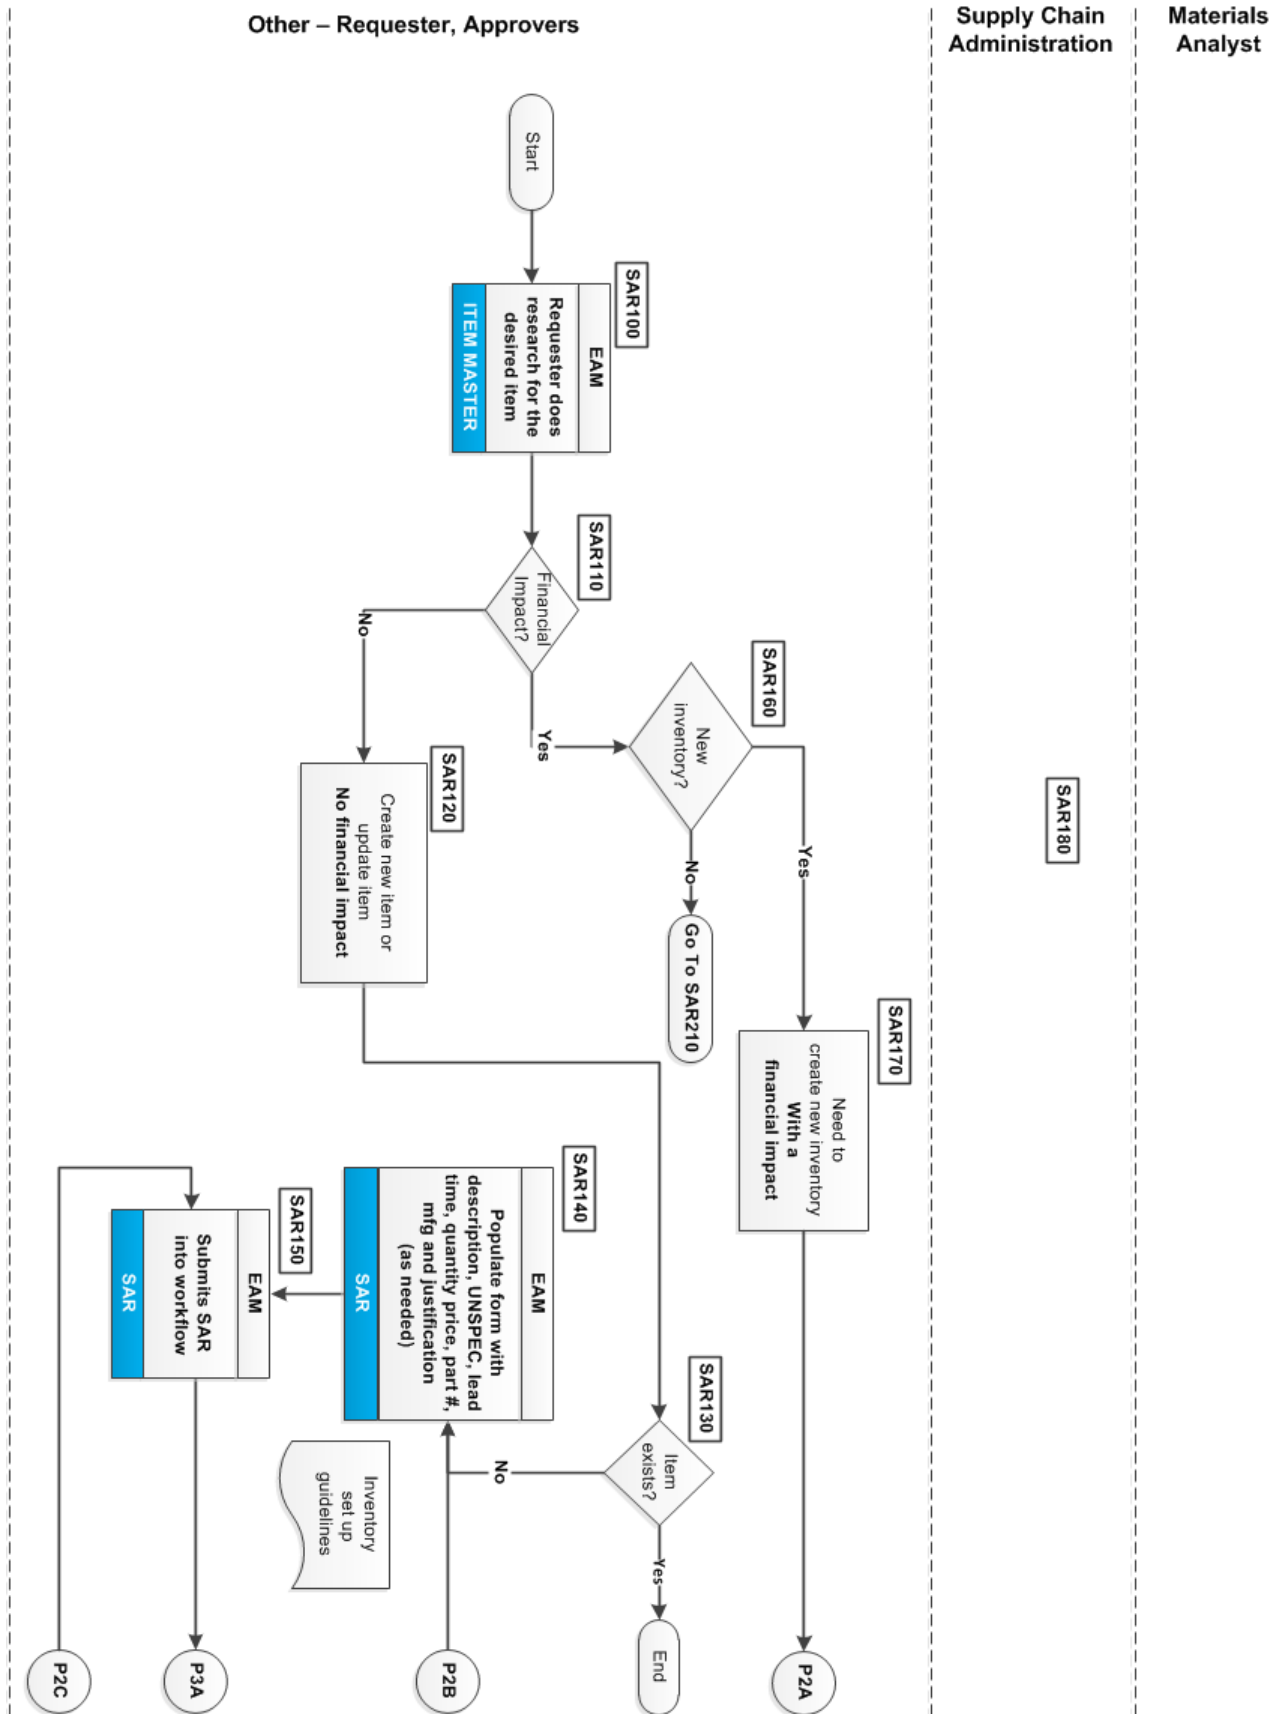 Other – Requester, Approvers
Supply Chain
Administration
Materials
Analyst
Start
SAR100
EAM
Requester does
research for the
desired item
ITEM MASTER
SAR110
Financial
Impact?
No
Yes
SAR160
New
inventory?
Yes
No
Go To SAR210
SAR180
SAR120
Create new item or
update item
No financial impact
SAR170
Need to
create new inventory
With a
financial impact
SAR140
EAM
Populate form with
description, UNSPEC, lead
time, quantity price, part #,
mfg and justification
(as needed)
SAR
SAR150
EAM
Submits SAR
into workflow
SAR
SAR130
Item
exists?
No
Yes
End
Inventory
set up
guidelines
P2A
P2B
P3A
P2C